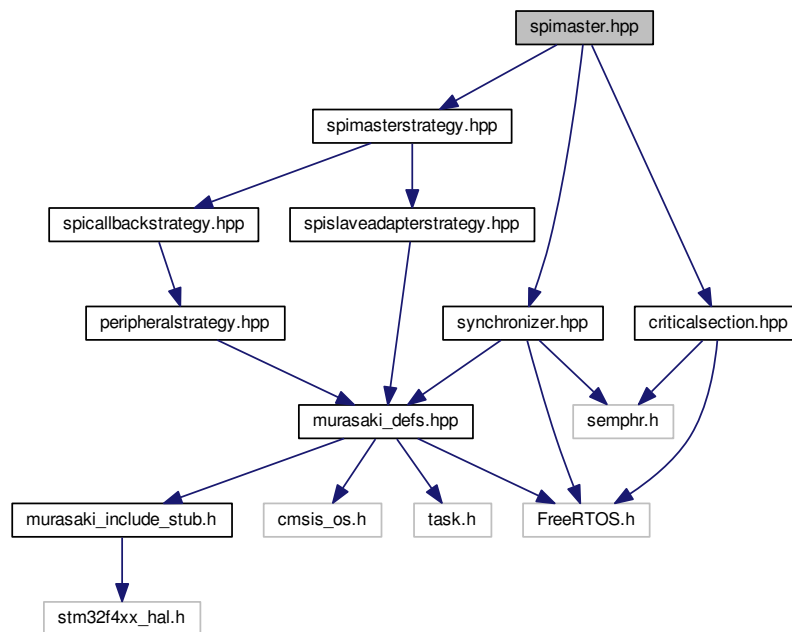 spimaster.hpp
spimasterstrategy.hpp
spicallbackstrategy.hpp
spislaveadapterstrategy.hpp
peripheralstrategy.hpp
synchronizer.hpp
criticalsection.hpp
murasaki_defs.hpp
semphr.h
murasaki_include_stub.h
cmsis_os.h
task.h
FreeRTOS.h
stm32f4xx_hal.h